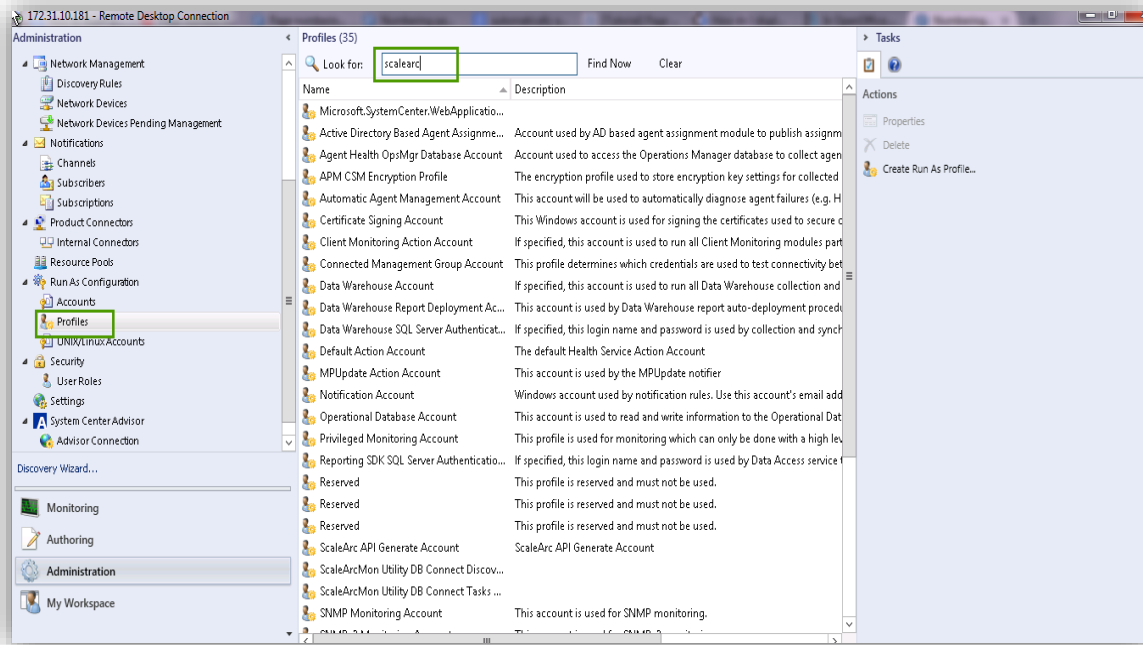 172.31.10.181 - Remote Desktop Connection
Administration
Network Management
Discovery Rules
Network Devices
Network Devices Pending Management
Notifications
Channels
Subscribers
Subscriptions
Product Connectors
Internal Connectors
Resource Pools
Run As Configuration
Accounts
Profiles
UNIX/Linux Accounts
Security
User Roles
Settings
System Center Advisor
Advisor Connection
Discovery Wizard...
Monitoring
Authoring
Administration
My Workspace
Profiles (35)
Look for: scalearc Find Now Clear
Name Description
Microsoft.SystemCenter.WebApplicatio...
Active Directory Based Agent Assignme... Account used by AD based agent assignment module to publish assignm
Agent Health OpsMgr Database Account Account used to access the Operations Manager database to collect agen
APM CSM Encryption Profile The encryption profile used to store encryption key settings for collected
Automatic Agent Management Account This account will be used to automatically diagnose agent failures (e.g. H
Certificate Signing Account This Windows account is used for signing the certificates used to secure c
Client Monitoring Action Account If specified, this account is used to run all Client Monitoring modules part
Connected Management Group Account This profile determines which credentials are used to test connectivity bet
Data Warehouse Account If specified, this account is used to run all Data Warehouse collection and
Data Warehouse Report Deployment Ac... This account is used by Data Warehouse report auto-deployment procedu
Data Warehouse SQL Server Authenticat... If specified, this login name and password is used by collection and synch
Default Action Account The default Health Service Action Account
MPUpdate Action Account This account is used by the MPUpdate notifier
Notification Account Windows account used by notification rules. Use this account's email add
Operational Database Account This account is used to read and write information to the Operational Dat
Privileged Monitoring Account This profile is used for monitoring which can only be done with a high lev
Reporting SDK SQL Server Authenticatio... If specified, this login name and password is used by Data Access service t
Reserved This profile is reserved and must not be used.
Reserved This profile is reserved and must not be used.
Reserved This profile is reserved and must not be used.
ScaleArc API Generate Account ScaleArc API Generate Account
ScaleArcMon Utility DB Connect Discov...
ScaleArcMon Utility DB Connect Tasks ...
SNMP Monitoring Account This account is used for SNMP monitoring.
Tasks
Actions
Properties
Delete
Create Run As Profile...